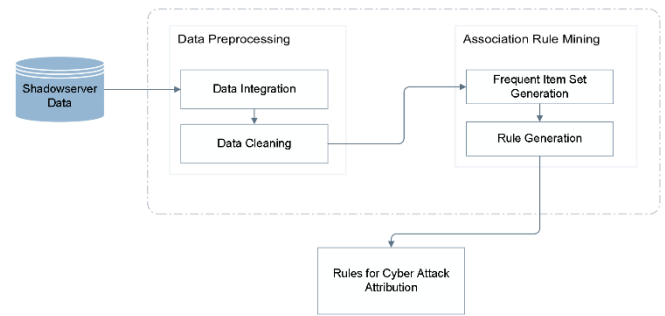 Shadowserver
Data
Data Preprocessing
Data Integration
Data Cleaning
Association Rule Mining
Frequent Item Set
Generation
Rule Generation
Rules for Cyber Attack
Attribution